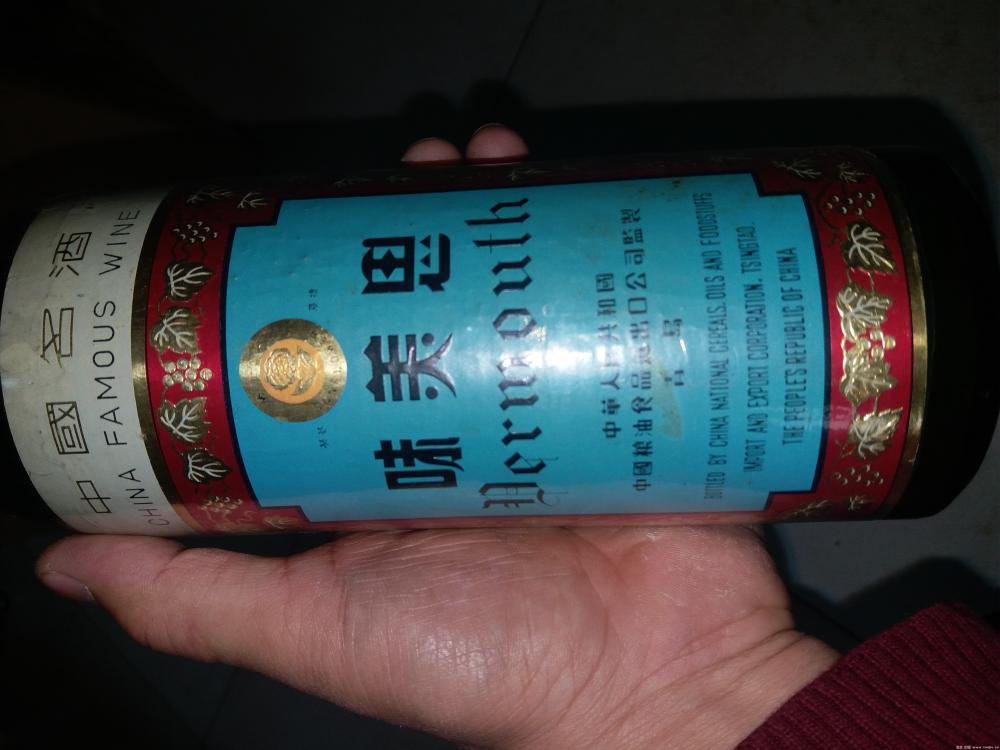 中國名酒
CHINA FAMOUS WINE
味美思
Vermouth
中華人民共和國
中國粮油食品進出口公司監製
青島
BOTTLED BY CHINA NATIONAL CEREALS, OILS AND FOODSTUFFS
IMPORT AND EXPORT CORPORATION, TSINGTAO.
THE PEOPLE'S REPUBLIC OF CHINA